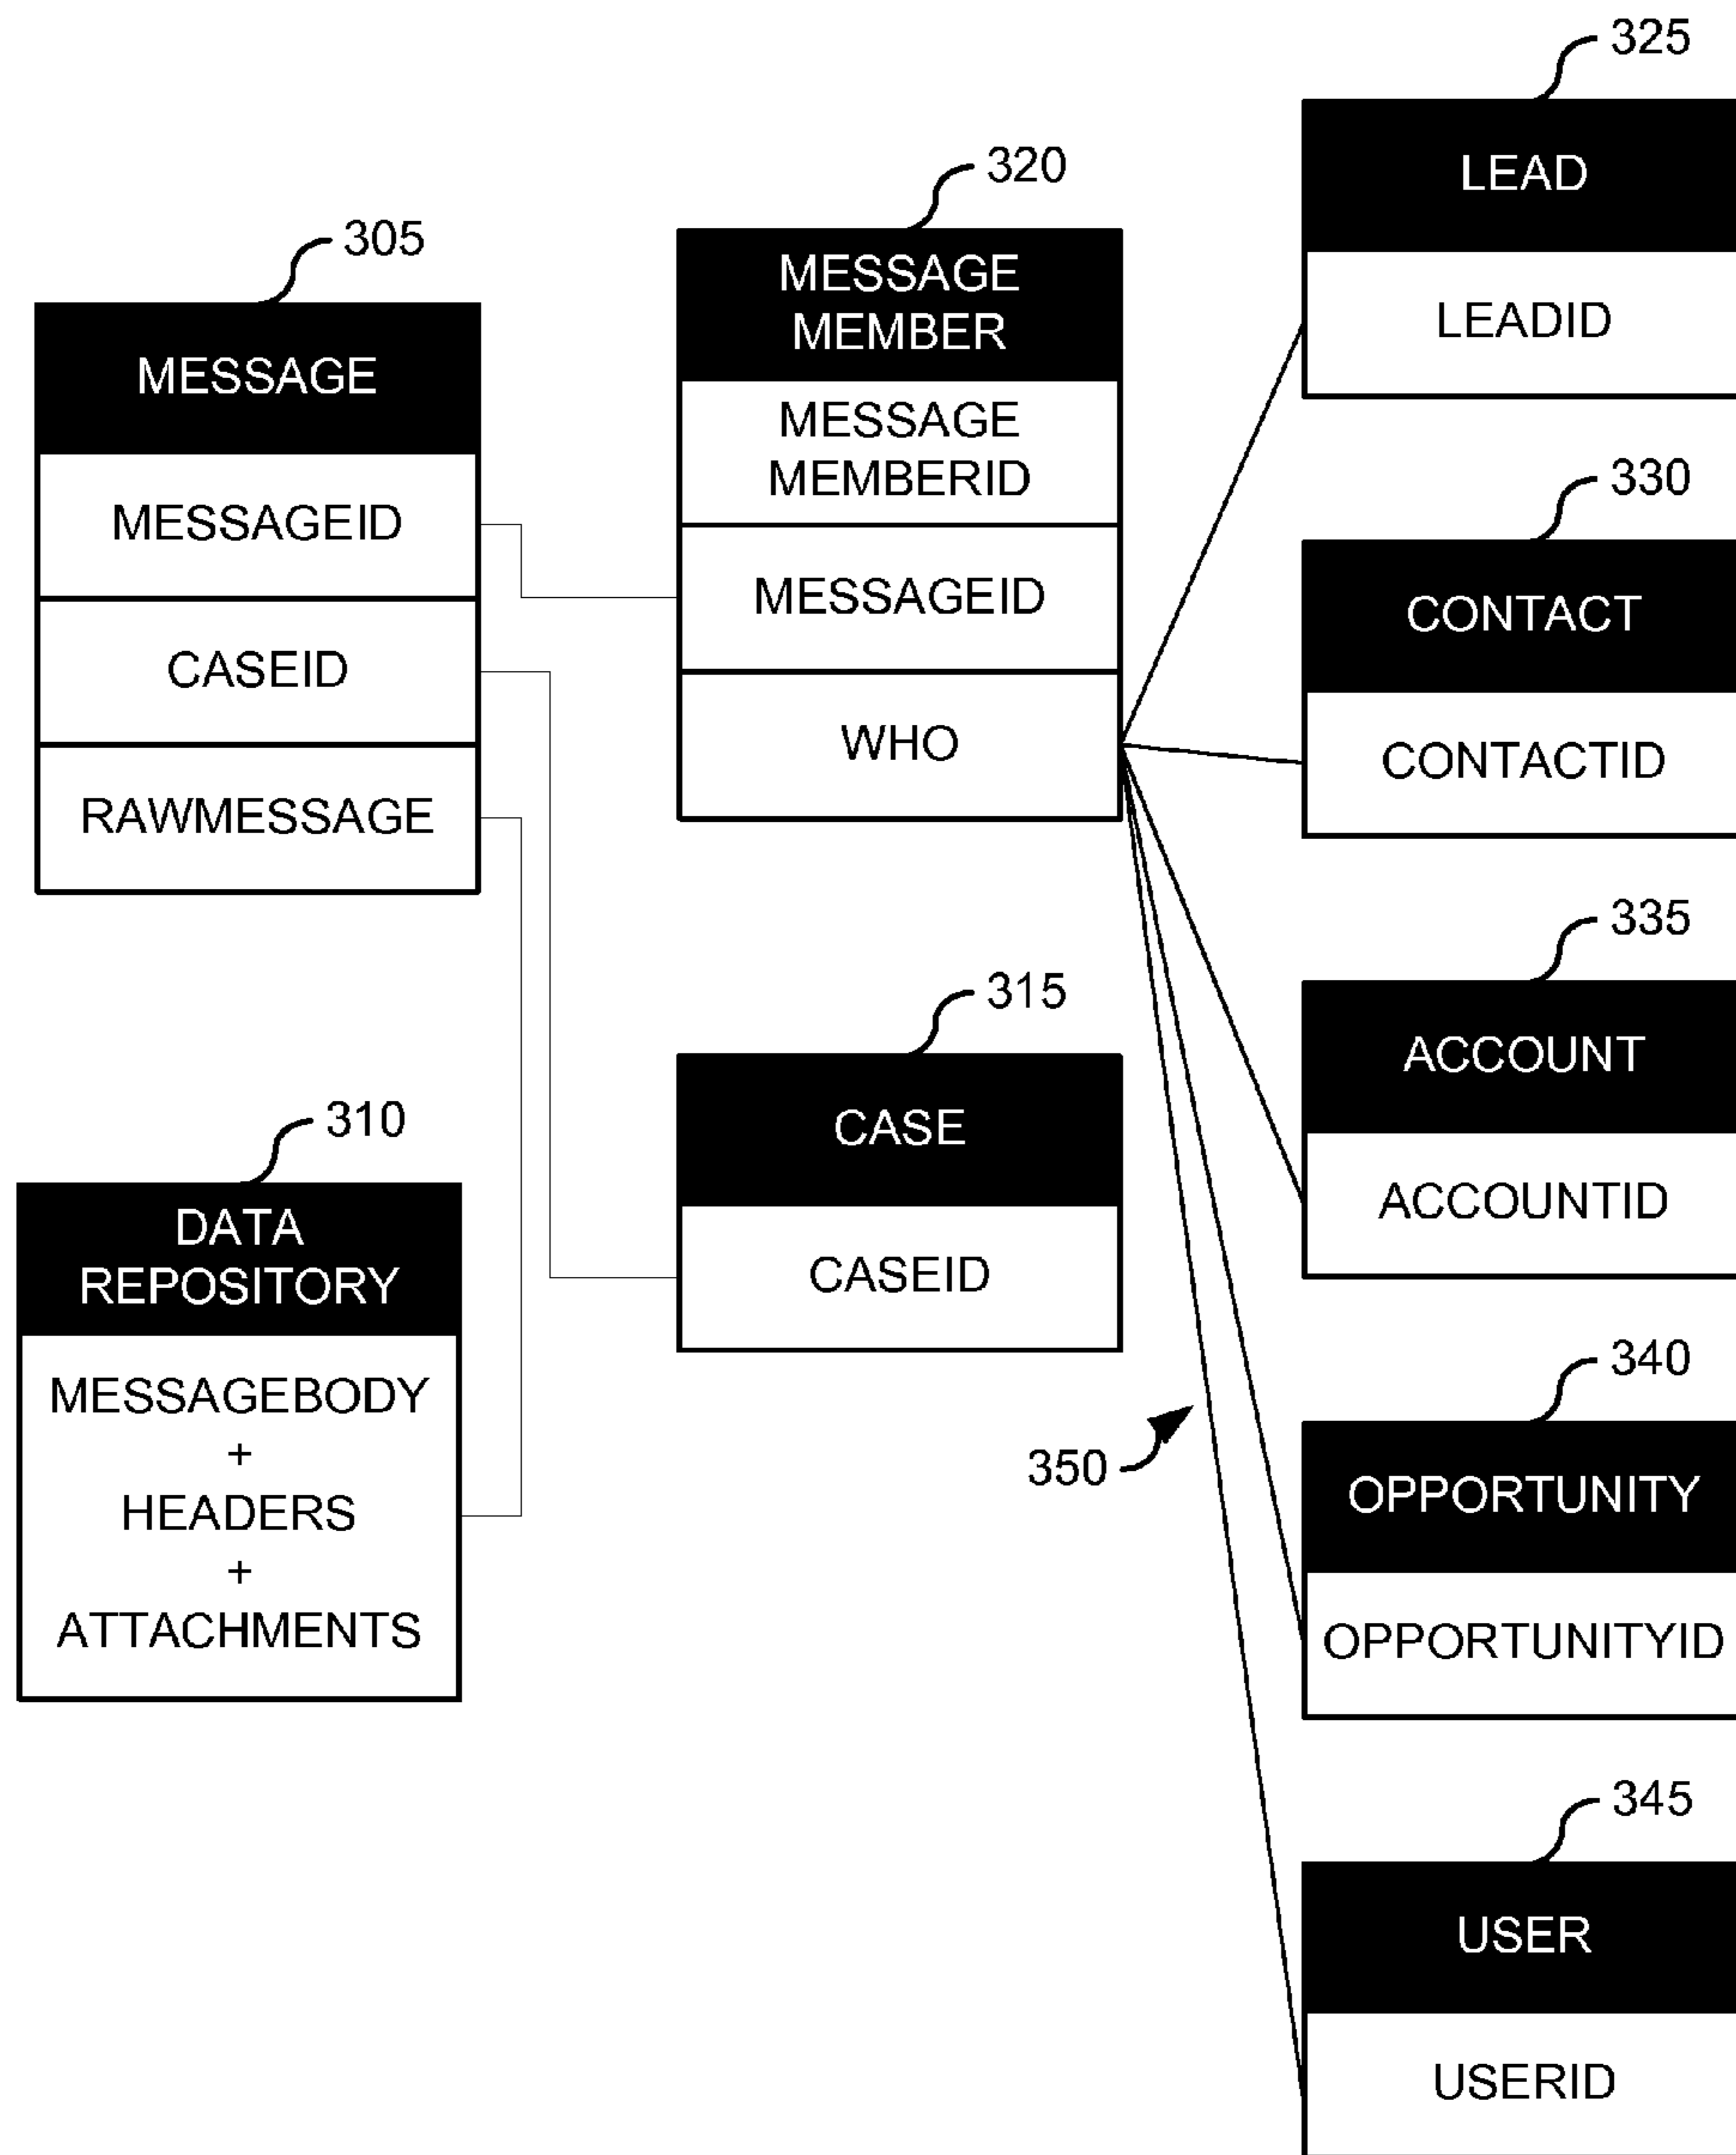 305
MESSAGE
MESSAGEID
CASEID
RAWMESSAGE
310
DATA
REPOSITORY
MESSAGEBODY
+
HEADERS
+
ATTACHMENTS
320
MESSAGE
MEMBER
MESSAGE
MEMBERID
MESSAGEID
WHO
315
CASE
CASEID
350
325
LEAD
LEADID
330
CONTACT
CONTACTID
335
ACCOUNT
ACCOUNTID
340
OPPORTUNITY
OPPORTUNITYID
345
USER
USERID